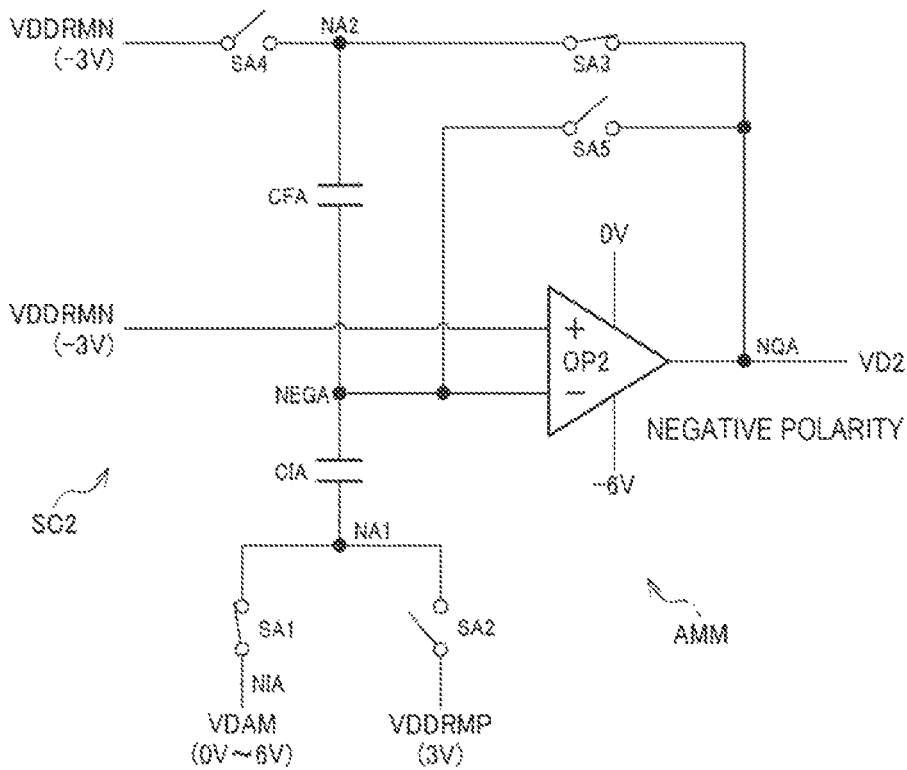 VDDRMN
(-3V)
SA4
NA2
SA3
SA5
CFA
0V
VDDRMN
(-3V)
+
OP2
-
NQA
VD2
NEGA
NEGATIVE POLARITY
-6V
CIA
SC2
NA1
SA1
SA2
AMM
NIA
VDAM
(0V~6V)
VDDRMP
(3V)